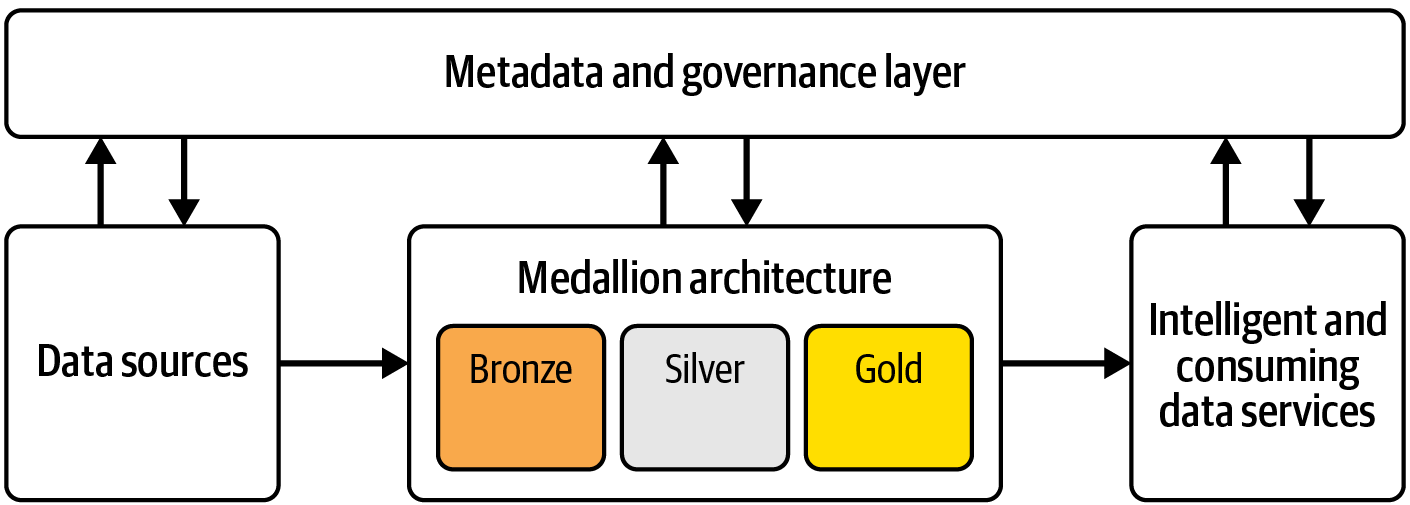 Metadata and governance layer
Data sources
Medallion architecture
Bronze
Silver
Gold
Intelligent and
consuming
data services